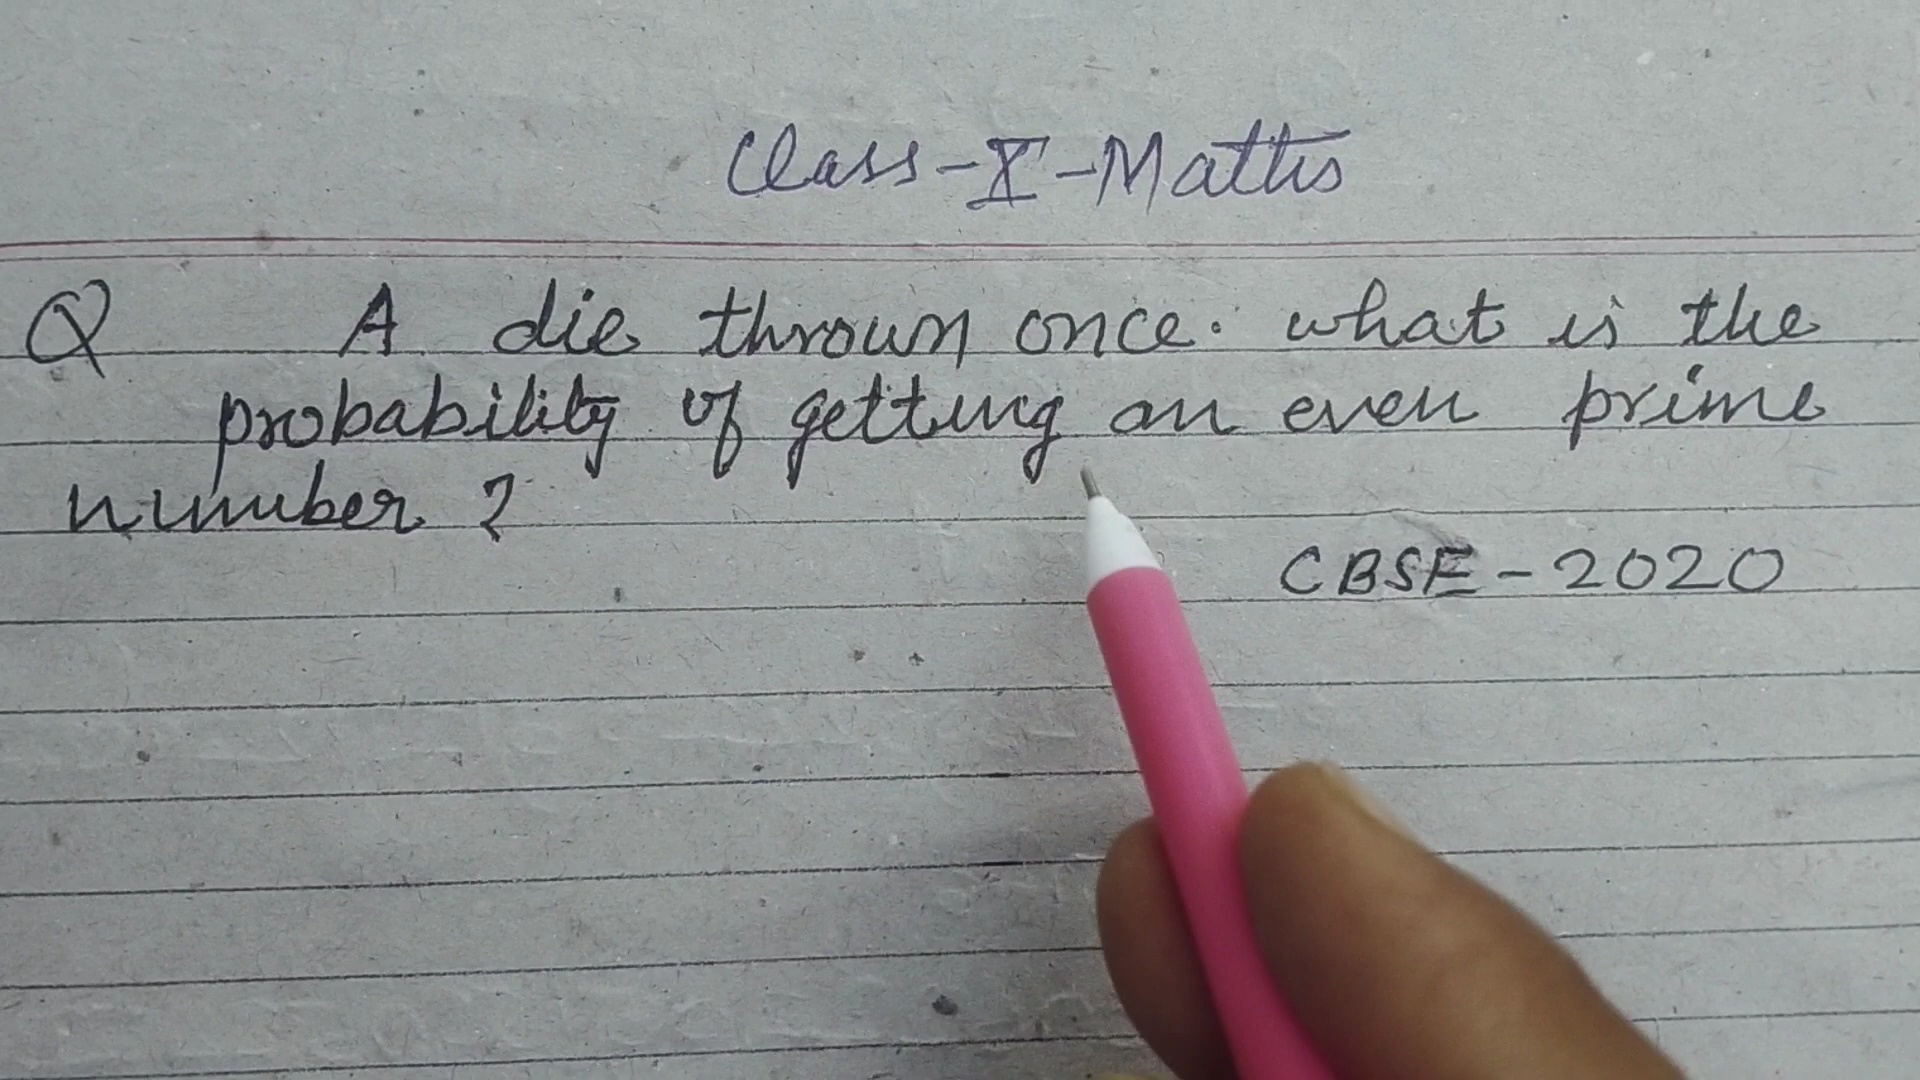 Class-X-Maths
Q A die thrown once. what is the
probability of getting an even prime
number ?
CBSE-2020